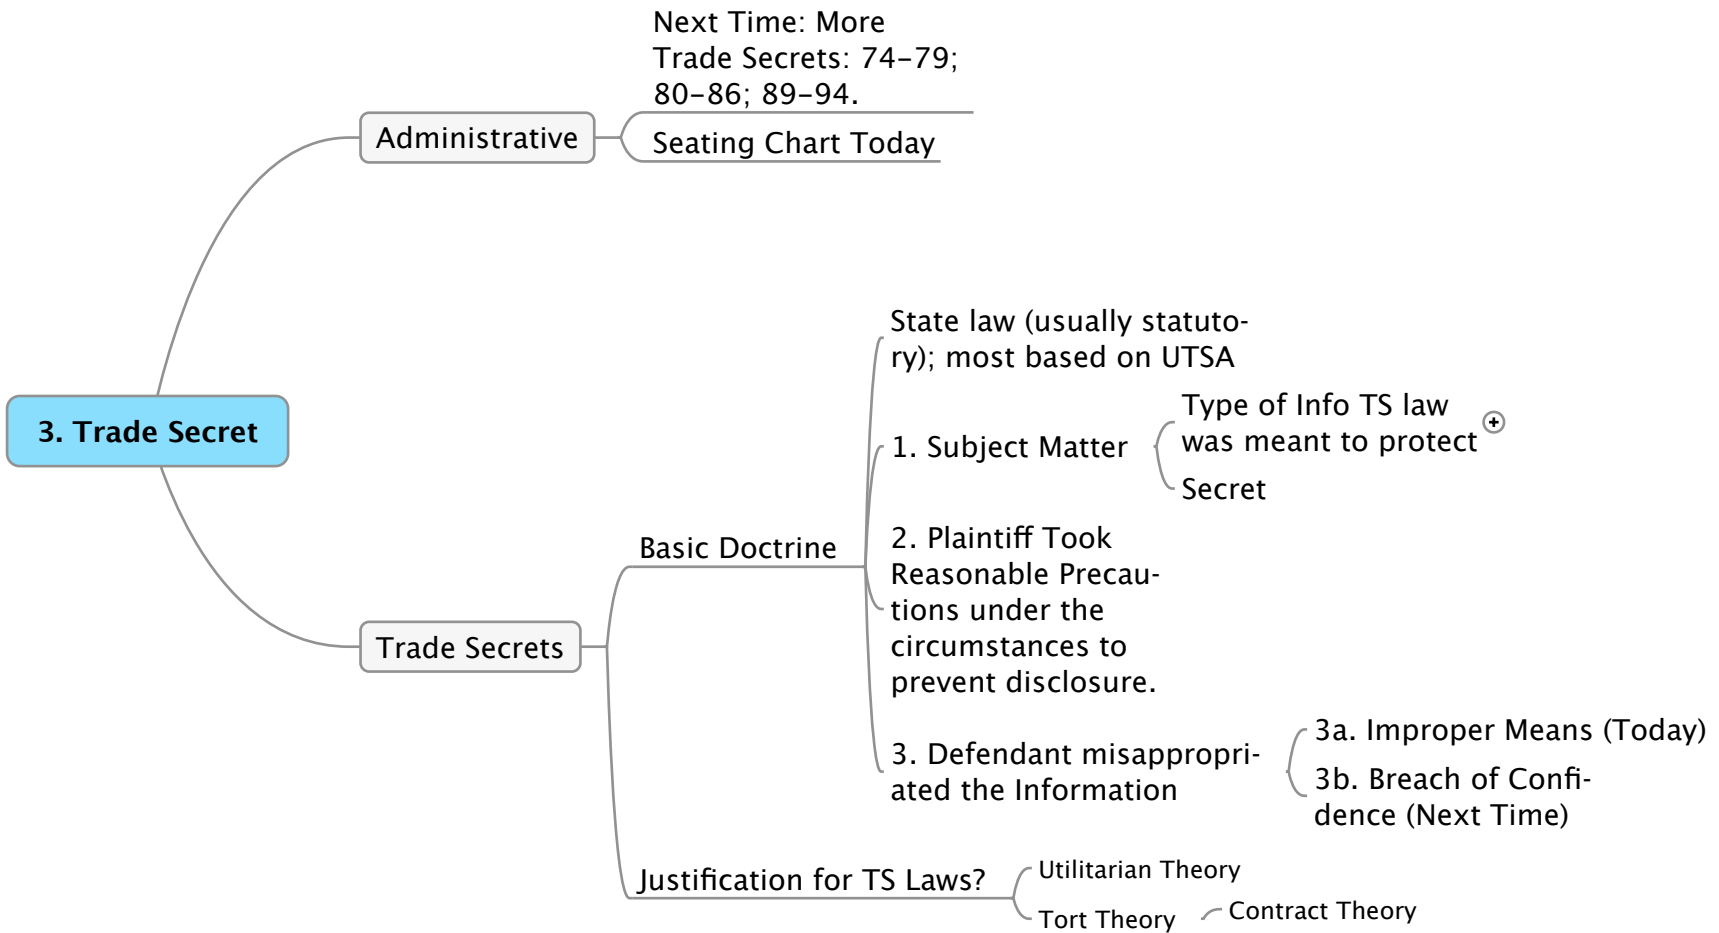 Next Time: More
Trade Secrets: 74–79;
80–86; 89–94.
Administrative
Seating Chart Today
State law (usually statuto-
ry); most based on UTSA
Type of Info TS law
was meant to protect
3. Trade Secret
1. Subject Matter
Secret
2. Plaintiff Took
Reasonable Precau-
tions under the
circumstances to
prevent disclosure.
Basic Doctrine
Trade Secrets
3. Defendant misappropri-
ated the Information
3a. Improper Means (Today)
3b. Breach of Confi-
dence (Next Time)
Justification for TS Laws?
Utilitarian Theory
Tort Theory
Contract Theory